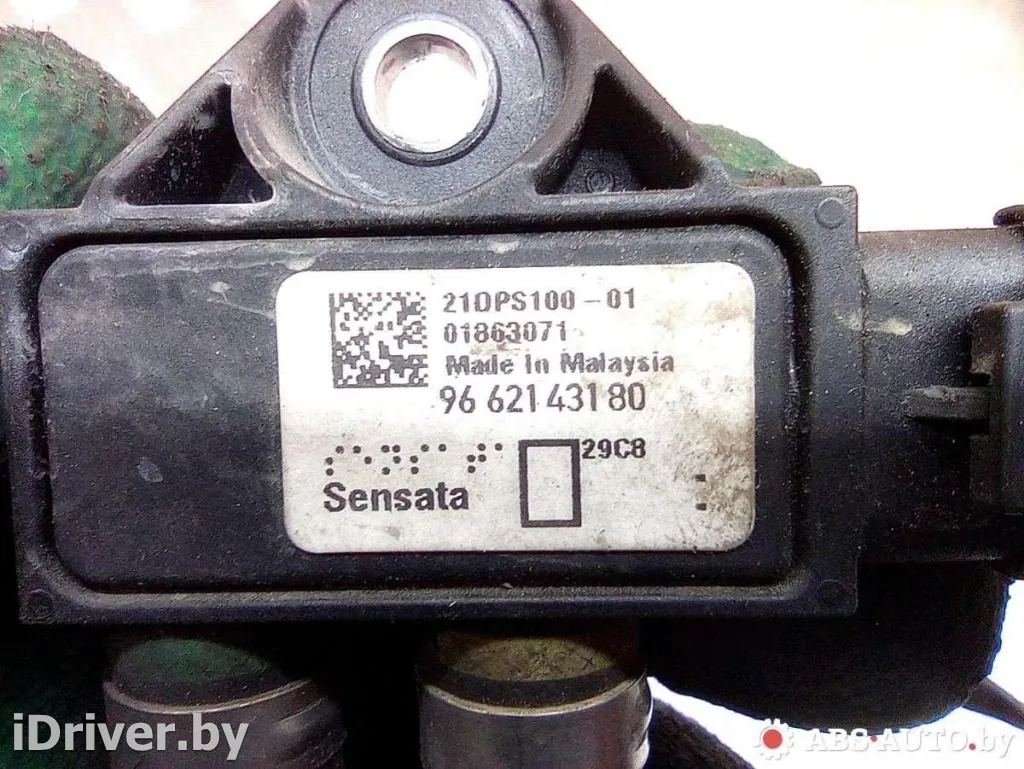 21DPS100-01
01863071
Made In Malaysia
96 621 431 80
29C8
Sensata
iDriver.by
ABS-AUTO.by